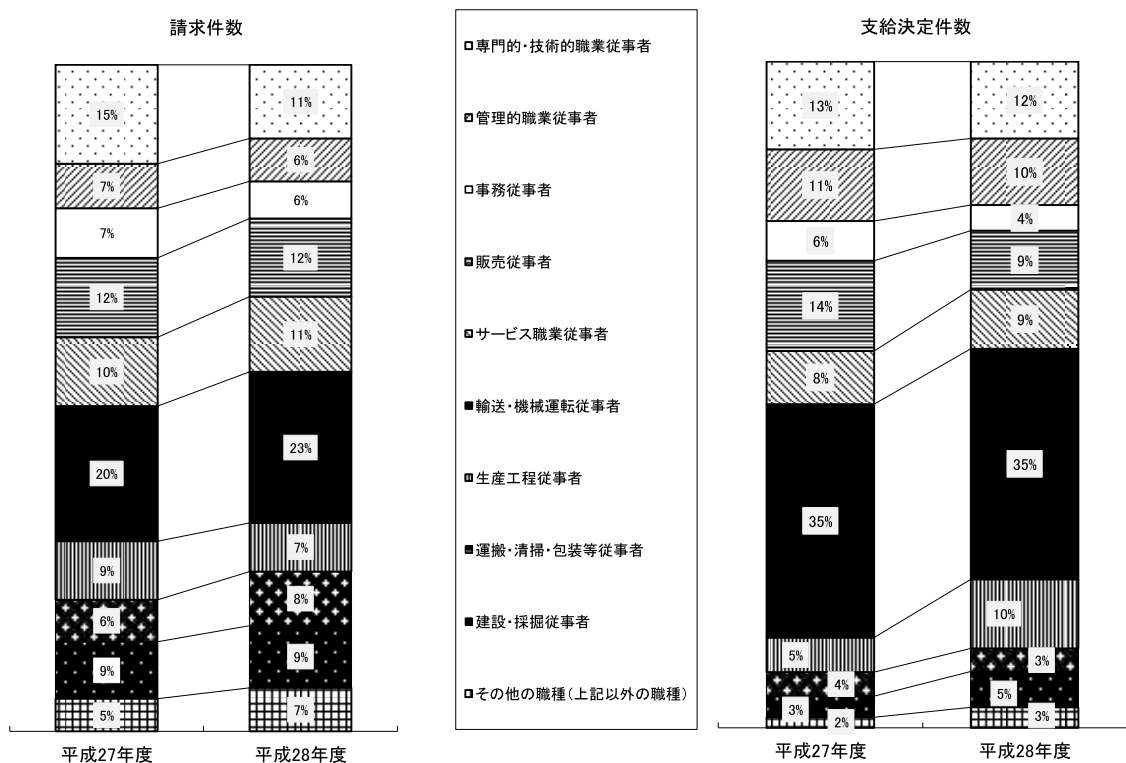 請求件数
15%
7%
7%
12%
10%
20%
9%
6%
9%
5%
11%
6%
6%
12%
11%
23%
7%
8%
9%
7%
平成27年度
平成28年度
専門的・技術的職業従事者
管理的職業従事者
事務従事者
販売従事者
サービス職業従事者
輸送・機械運転従事者
生産工程従事者
運搬・清掃・包装等従事者
建設・採掘従事者
その他の職種(上記以外の職種)
支給決定件数
13%
11%
6%
14%
8%
35%
5%
4%
3%
2%
12%
10%
4%
9%
9%
35%
10%
3%
5%
3%
平成27年度
平成28年度